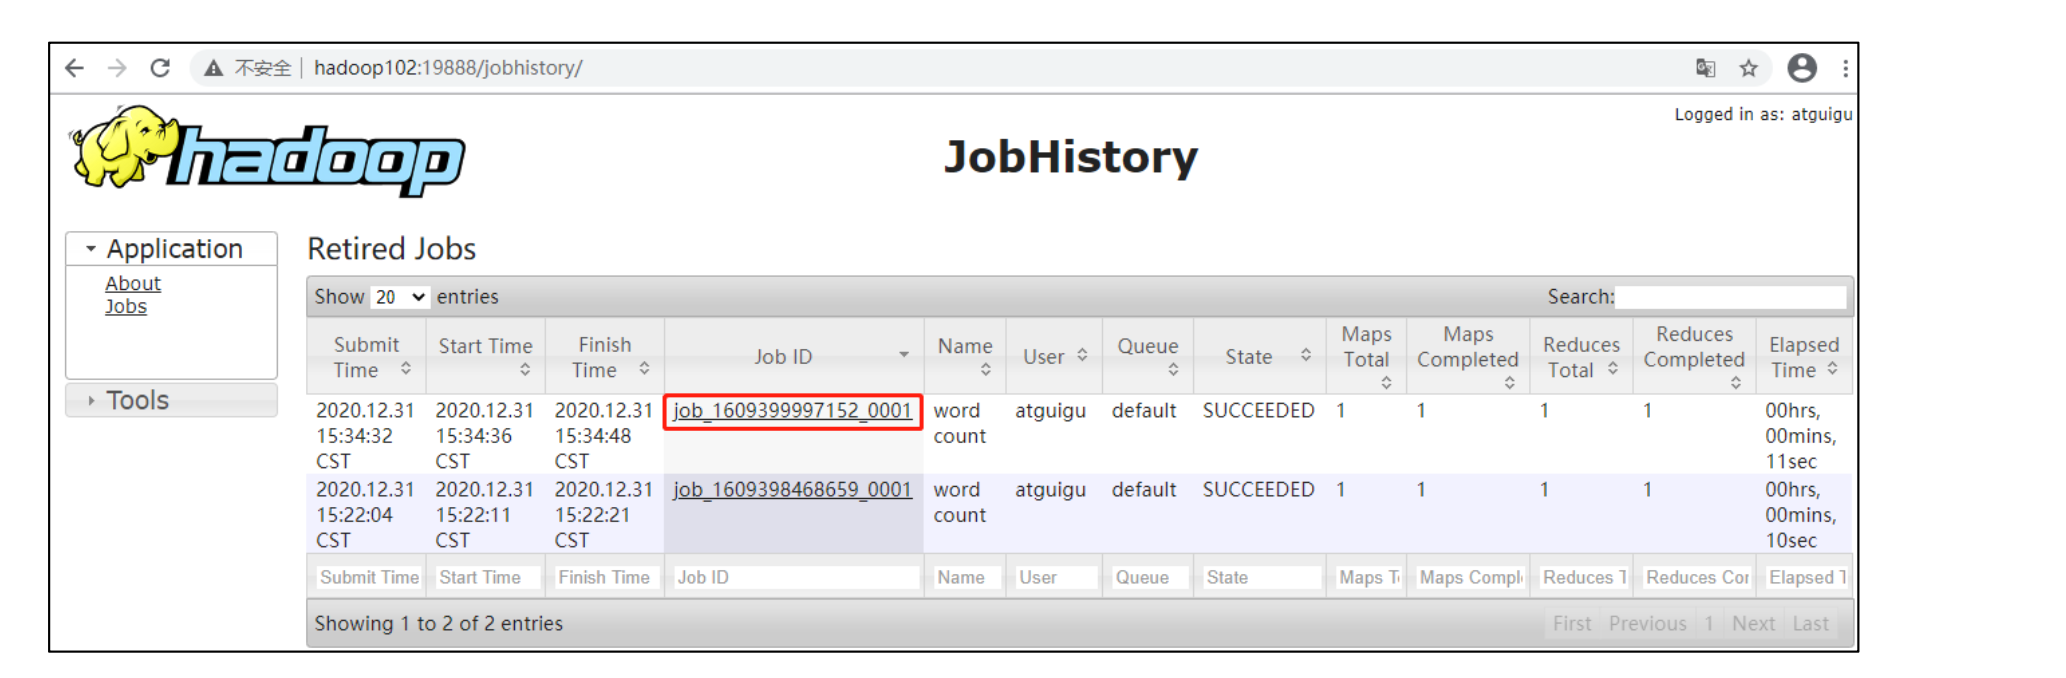 不安全 | hadoop102:19888/jobhistory/
Logged in as: atguigu
hadoop
JobHistory
Application
About
Jobs
Tools
Retired Jobs
Show 20 entries
Search:
Submit Time
Start Time
Finish Time
Job ID
Name
User
Queue
State
Maps Total
Maps Completed
Reduces Total
Reduces Completed
Elapsed Time
2020.12.31 15:34:32 CST
2020.12.31 15:34:36 CST
2020.12.31 15:34:48 CST
job_1609399997152_0001
word count
atguigu
default
SUCCEEDED
1
1
1
1
00hrs, 00mins, 11sec
2020.12.31 15:22:04 CST
2020.12.31 15:22:11 CST
2020.12.31 15:22:21 CST
job_1609398468659_0001
word count
atguigu
default
SUCCEEDED
1
1
1
1
00hrs, 00mins, 10sec
Submit Time
Start Time
Finish Time
Job ID
Name
User
Queue
State
Maps T
Maps Compl
Reduces T
Reduces Cor
Elapsed T
Showing 1 to 2 of 2 entries
First Previous 1 Next Last